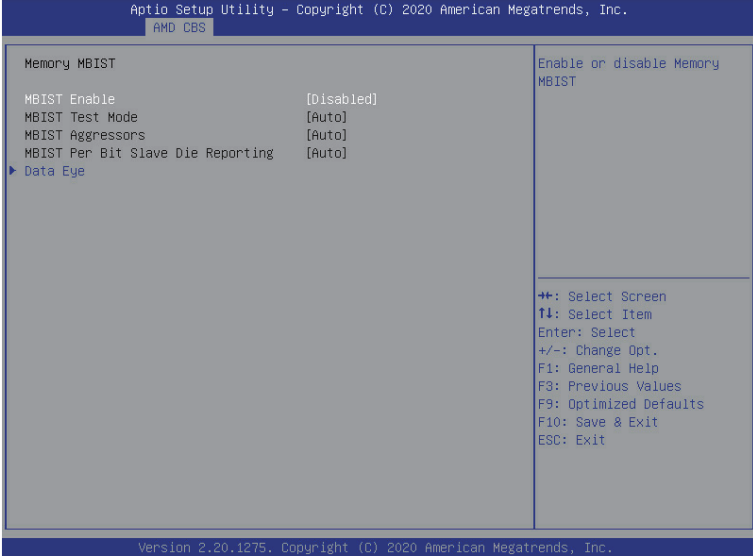 Aptio Setup Utility – Copyright (C) 2020 American Megatrends, Inc.
AMD CBS
Memory MBIST
MBIST Enable [Disabled]
MBIST Test Mode [Auto]
MBIST Aggressors [Auto]
MBIST Per Bit Slave Die Reporting [Auto]
Data Eye
Enable or disable Memory
MBIST
→←: Select Screen
↑↓: Select Item
Enter: Select
+/-: Change Opt.
F1: General Help
F3: Previous Values
F9: Optimized Defaults
F10: Save & Exit
ESC: Exit
Version 2.20.1275. Copyright (C) 2020 American Megatrends, Inc.